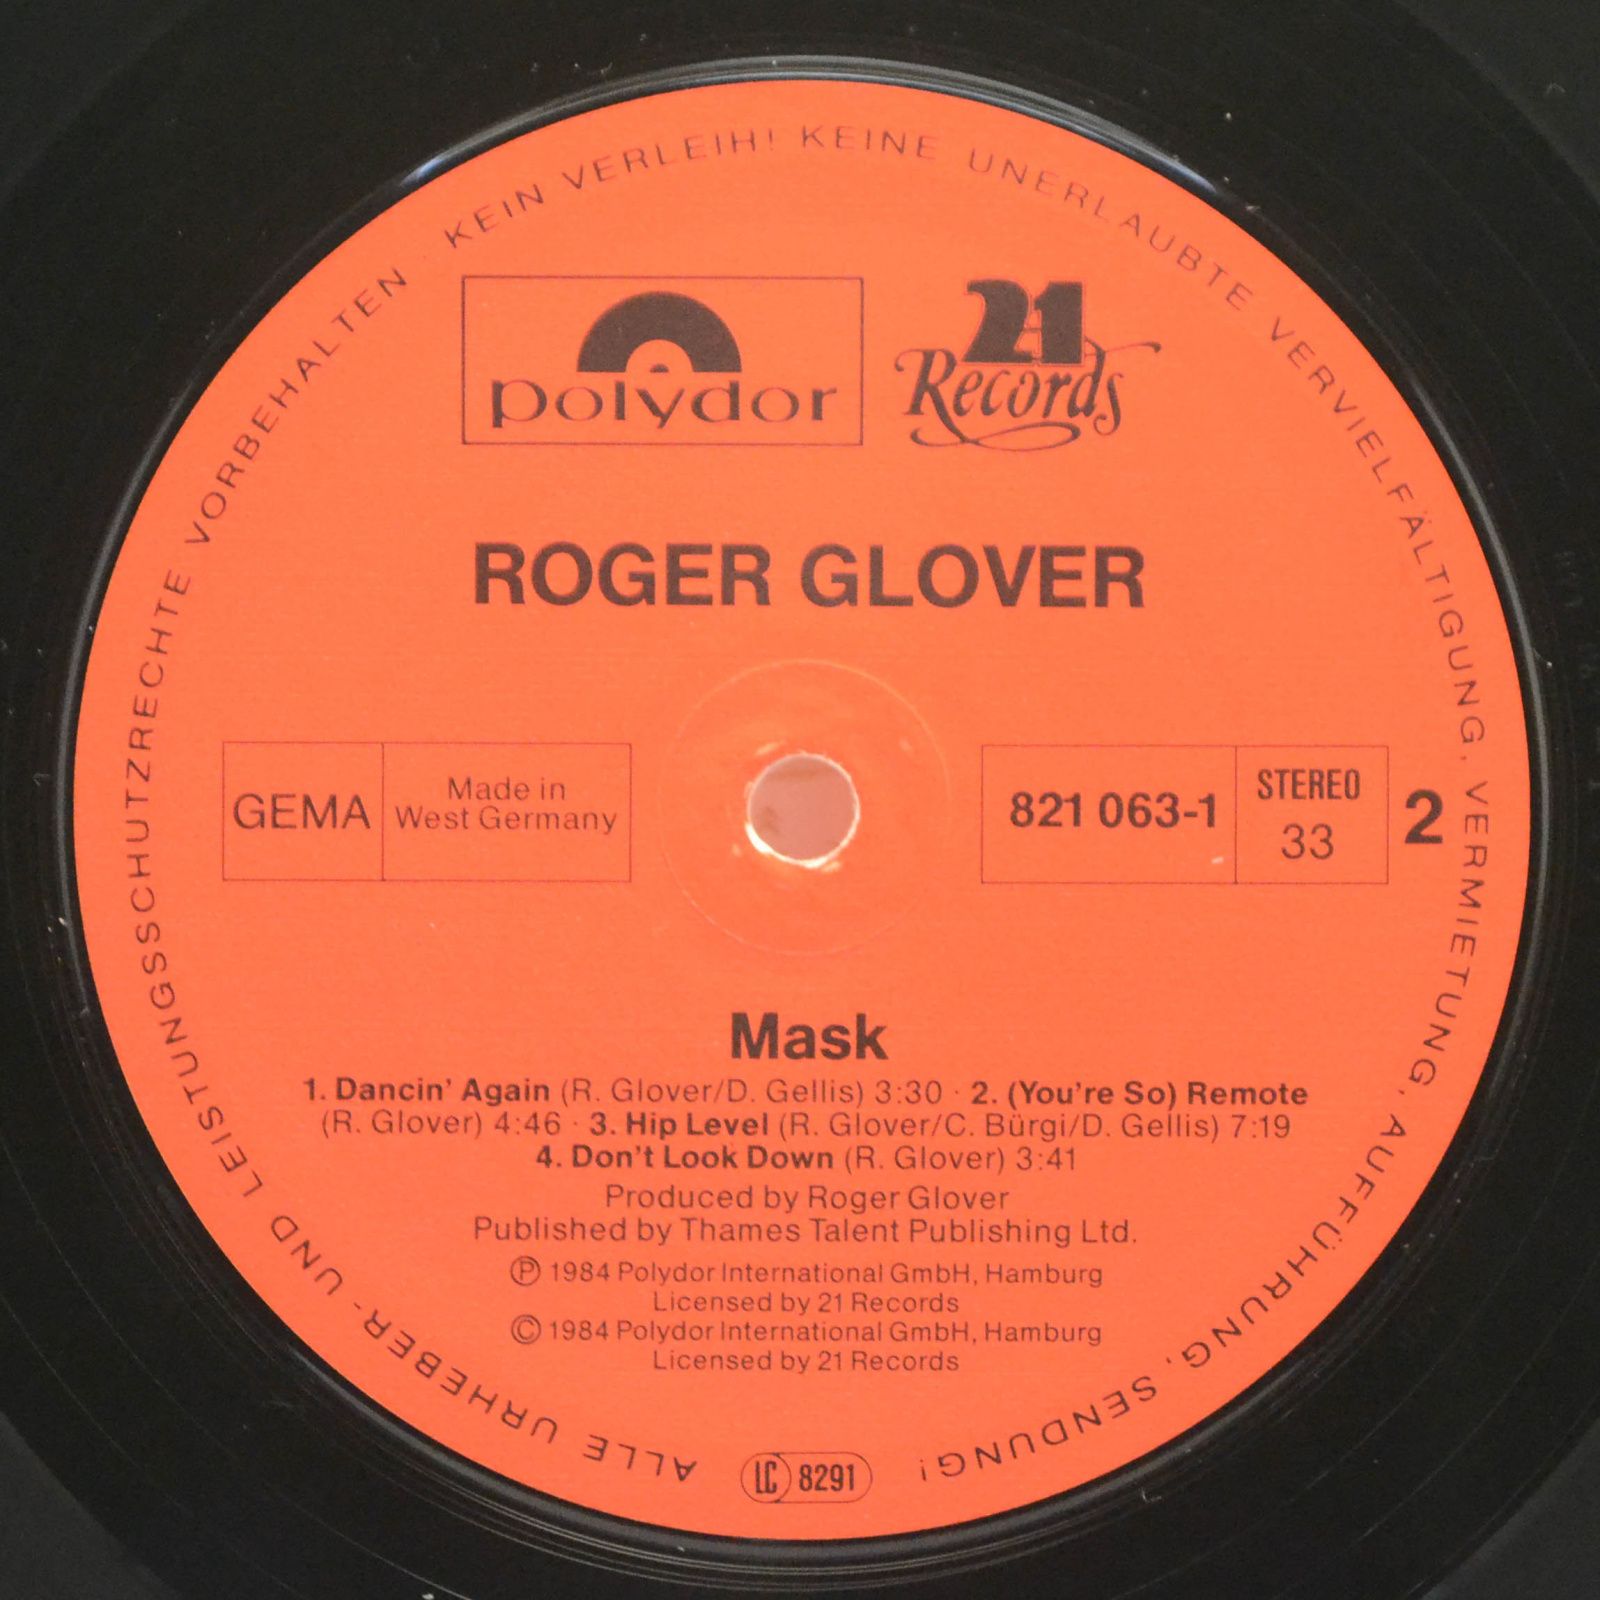 ALLE URHEBER- UND LEISTUNGSSCHUTZRECHTE VORBEHALTEN KEIN VERLEIH! KEINE UNERLAUBTE VERVIELFÄLTIGUNG, VERMIETUNG, AUFFÜHRUNG, SENDUNG!
polydor
21
Records
ROGER GLOVER
GEMA
Made in
West Germany
821 063-1
STEREO
33
2
Mask
1. Dancin' Again (R. Glover/D. Gellis) 3:30 · 2. (You're So) Remote
(R. Glover) 4:46 · 3. Hip Level (R. Glover/C. Bürgi/D. Gellis) 7:19
4. Don't Look Down (R. Glover) 3:41
Produced by Roger Glover
Published by Thames Talent Publishing Ltd.
℗ 1984 Polydor International GmbH, Hamburg
Licensed by 21 Records
© 1984 Polydor International GmbH, Hamburg
Licensed by 21 Records
LC 8291